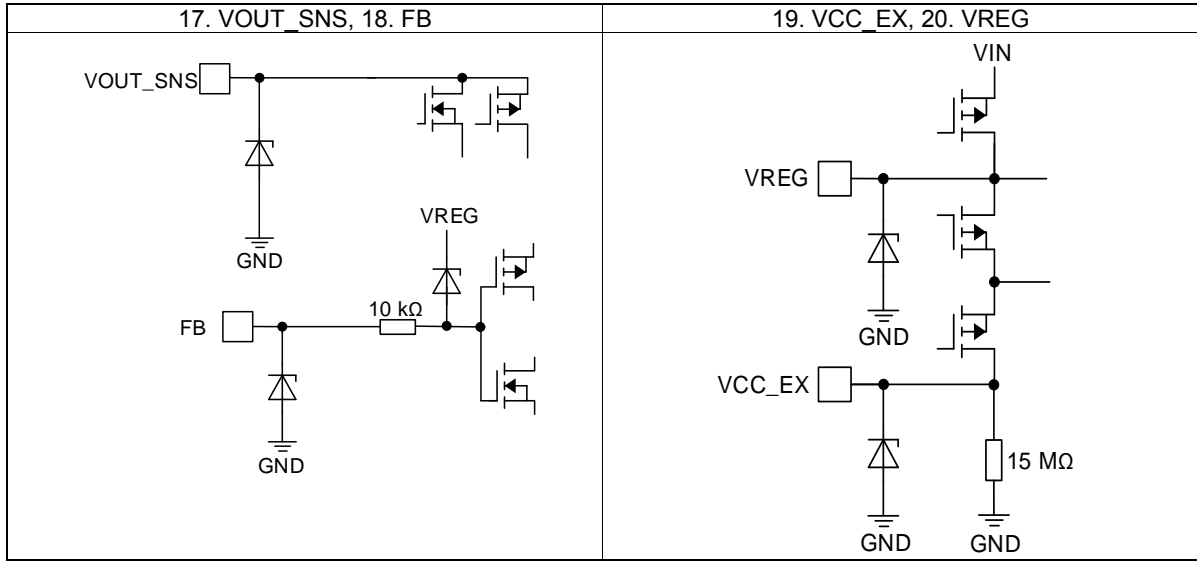 17. VOUT_SNS, 18. FB
VOUT_SNS
GND
VREG
10 kΩ
FB
GND
19. VCC_EX, 20. VREG
VIN
VREG
GND
VCC_EX
15 MΩ
GND
GND